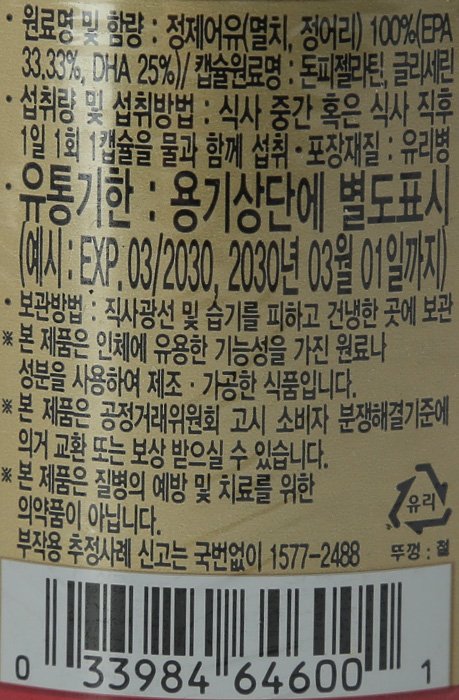 · 원료명 및 함량 : 정제어유(멸치, 정어리) 100%(EPA
33.33%, DHA 25%)/ 캡슐원료명 : 돈피젤라틴, 글리세린
· 섭취량 및 섭취방법 : 식사 중간 혹은 식사 직후
1일 1회 1캡슐을 물과 함께 섭취 · 포장재질 : 유리병
· 유통기한 : 용기상단에 별도표시
(예시 : EXP. 03/2030, 2030년 03월 01일까지)
· 보관방법 : 직사광선 및 습기를 피하고 건냉한 곳에 보관
※ 본 제품은 인체에 유용한 기능성을 가진 원료나
성분을 사용하여 제조 · 가공한 식품입니다.
※ 본 제품은 공정거래위원회 고시 소비자 분쟁해결기준에
의거 교환 또는 보상 받으실 수 있습니다.
※ 본 제품은 질병의 예방 및 치료를 위한
의약품이 아닙니다.
유리
부작용 추정사례 신고는 국번없이 1577-2488
뚜껑 : 철
0 33984 64600 1